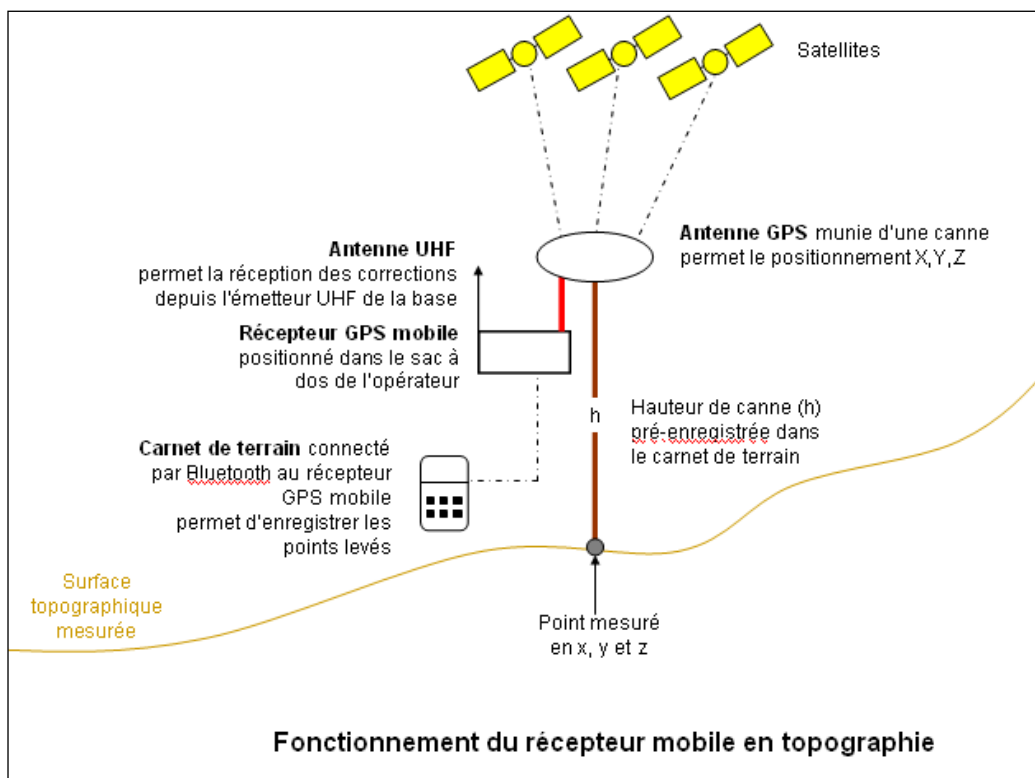 Satellites
Antenne GPS munie d'une canne
permet le positionnement X,Y,Z
Antenne UHF
permet la réception des corrections
depuis l'émetteur UHF de la base
Récepteur GPS mobile
positionné dans le sac à
dos de l'opérateur
h
Hauteur de canne (h)
pré-enregistrée dans
le carnet de terrain
Carnet de terrain connecté
par Bluetooth au récepteur
GPS mobile
permet d'enregistrer les
points levés
Surface
topographique
mesurée
Point mesuré
en x, y et z
Fonctionnement du récepteur mobile en topographie